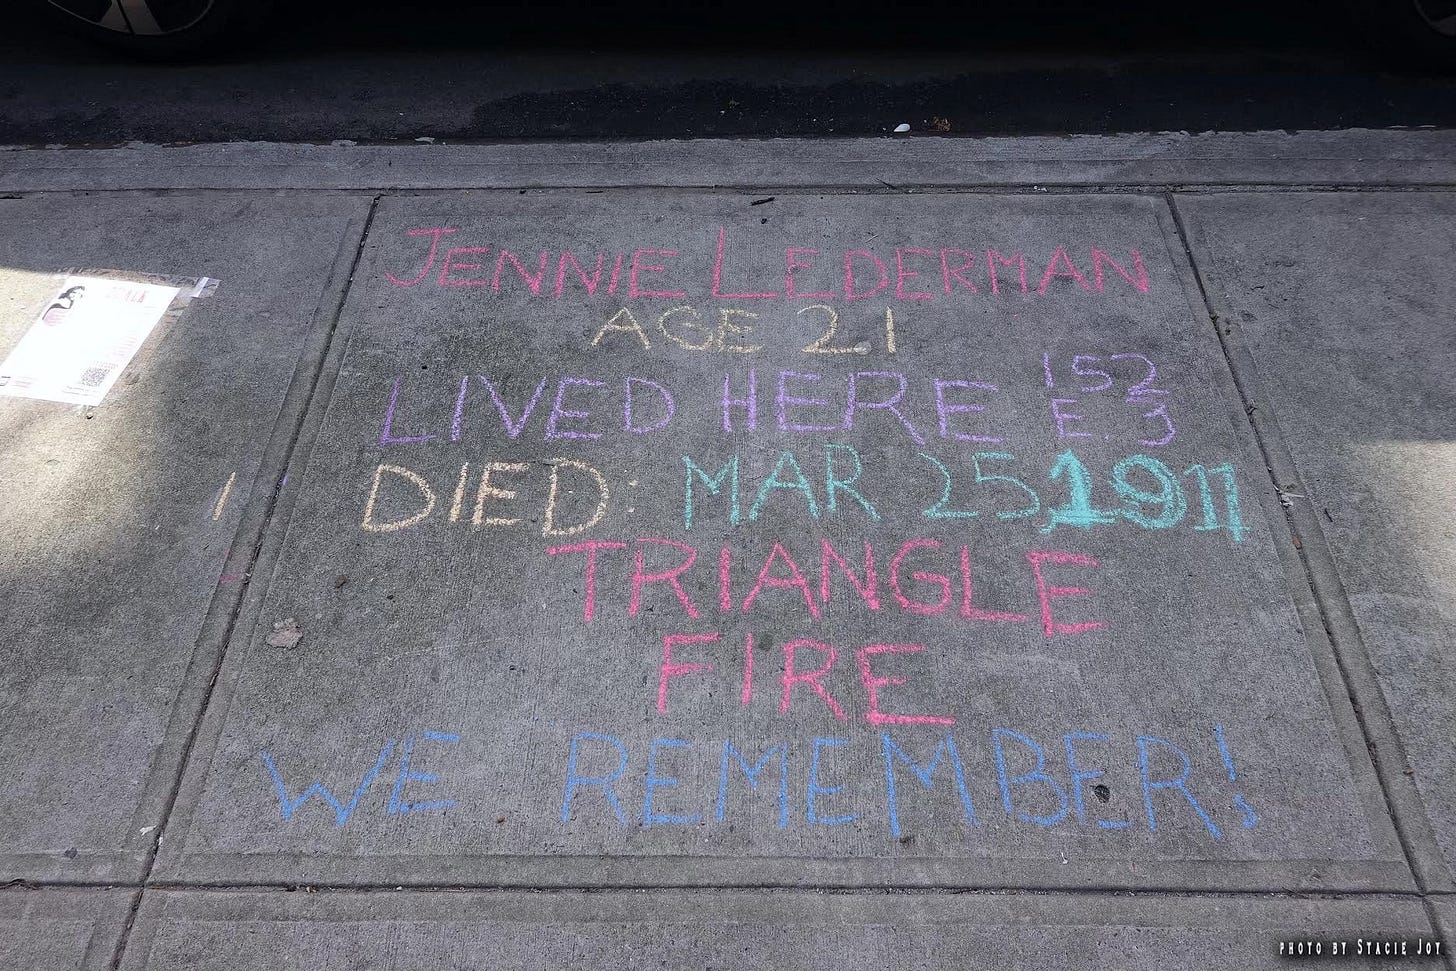 JENNIE LEDERMAN
AGE 21
LIVED HERE 152
E. 3
DIED: MAR 25, 1911
TRIANGLE
FIRE
WE REMEMBER!
CHALK
PHOTO BY STACIE JOY